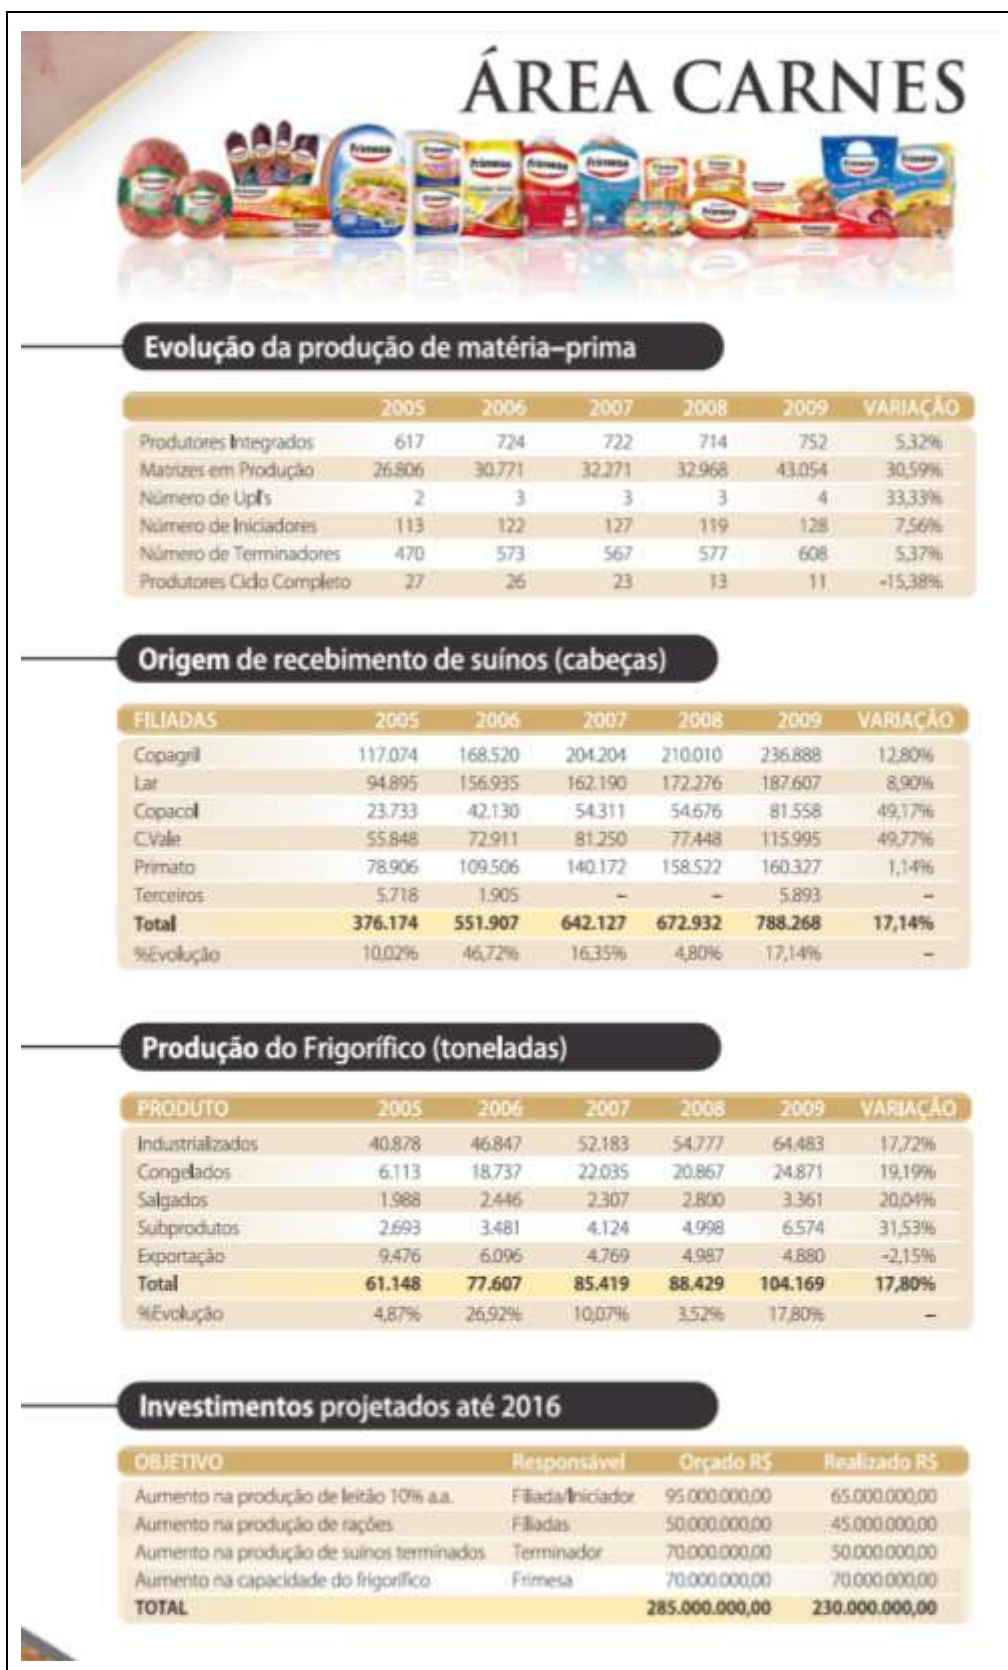 ÁREA CARNES
frimesa
Evolução da produção de matéria–prima
2005 2006 2007 2008 2009 VARIAÇÃO
Produtores Integrados 617 724 722 714 752 5,32%
Matrizes em Produção 26.806 30.771 32.271 32.968 43.054 30,59%
Número de Upl's 2 3 3 3 4 33,33%
Número de Iniciadores 113 122 127 119 128 7,56%
Número de Terminadores 470 573 567 577 608 5,37%
Produtores Ciclo Completo 27 26 23 13 11 -15,38%
Origem de recebimento de suínos (cabeças)
FILIADAS 2005 2006 2007 2008 2009 VARIAÇÃO
Copagril 117.074 168.520 204.204 210.010 236.888 12,80%
Lar 94.895 156.935 162.190 172.276 187.607 8,90%
Copacol 23.733 42.130 54.311 54.676 81.558 49,17%
C.Vale 55.848 72.911 81.250 77.448 115.995 49,77%
Primato 78.906 109.506 140.172 158.522 160.327 1,14%
Terceiros 5.718 1.905 – – 5.893 –
Total 376.174 551.907 642.127 672.932 788.268 17,14%
%Evolução 10,02% 46,72% 16,35% 4,80% 17,14% –
Produção do Frigorífico (toneladas)
PRODUTO 2005 2006 2007 2008 2009 VARIAÇÃO
Industrializados 40.878 46.847 52.183 54.777 64.483 17,72%
Congelados 6.113 18.737 22.035 20.867 24.871 19,19%
Salgados 1.988 2.446 2.307 2.800 3.361 20,04%
Subprodutos 2.693 3.481 4.124 4.998 6.574 31,53%
Exportação 9.476 6.096 4.769 4.987 4.880 -2,15%
Total 61.148 77.607 85.419 88.429 104.169 17,80%
%Evolução 4,87% 26,92% 10,07% 3,52% 17,80% –
Investimentos projetados até 2016
OBJETIVO Responsável Orçado R$ Realizado R$
Aumento na produção de leitão 10% a.a. Filiada/Iniciador 95.000.000,00 65.000.000,00
Aumento na produção de rações Filiadas 50.000.000,00 45.000.000,00
Aumento na produção de suínos terminados Terminador 70.000.000,00 50.000.000,00
Aumento na capacidade do frigorífico Frimesa 70.000.000,00 70.000.000,00
TOTAL 285.000.000,00 230.000.000,00